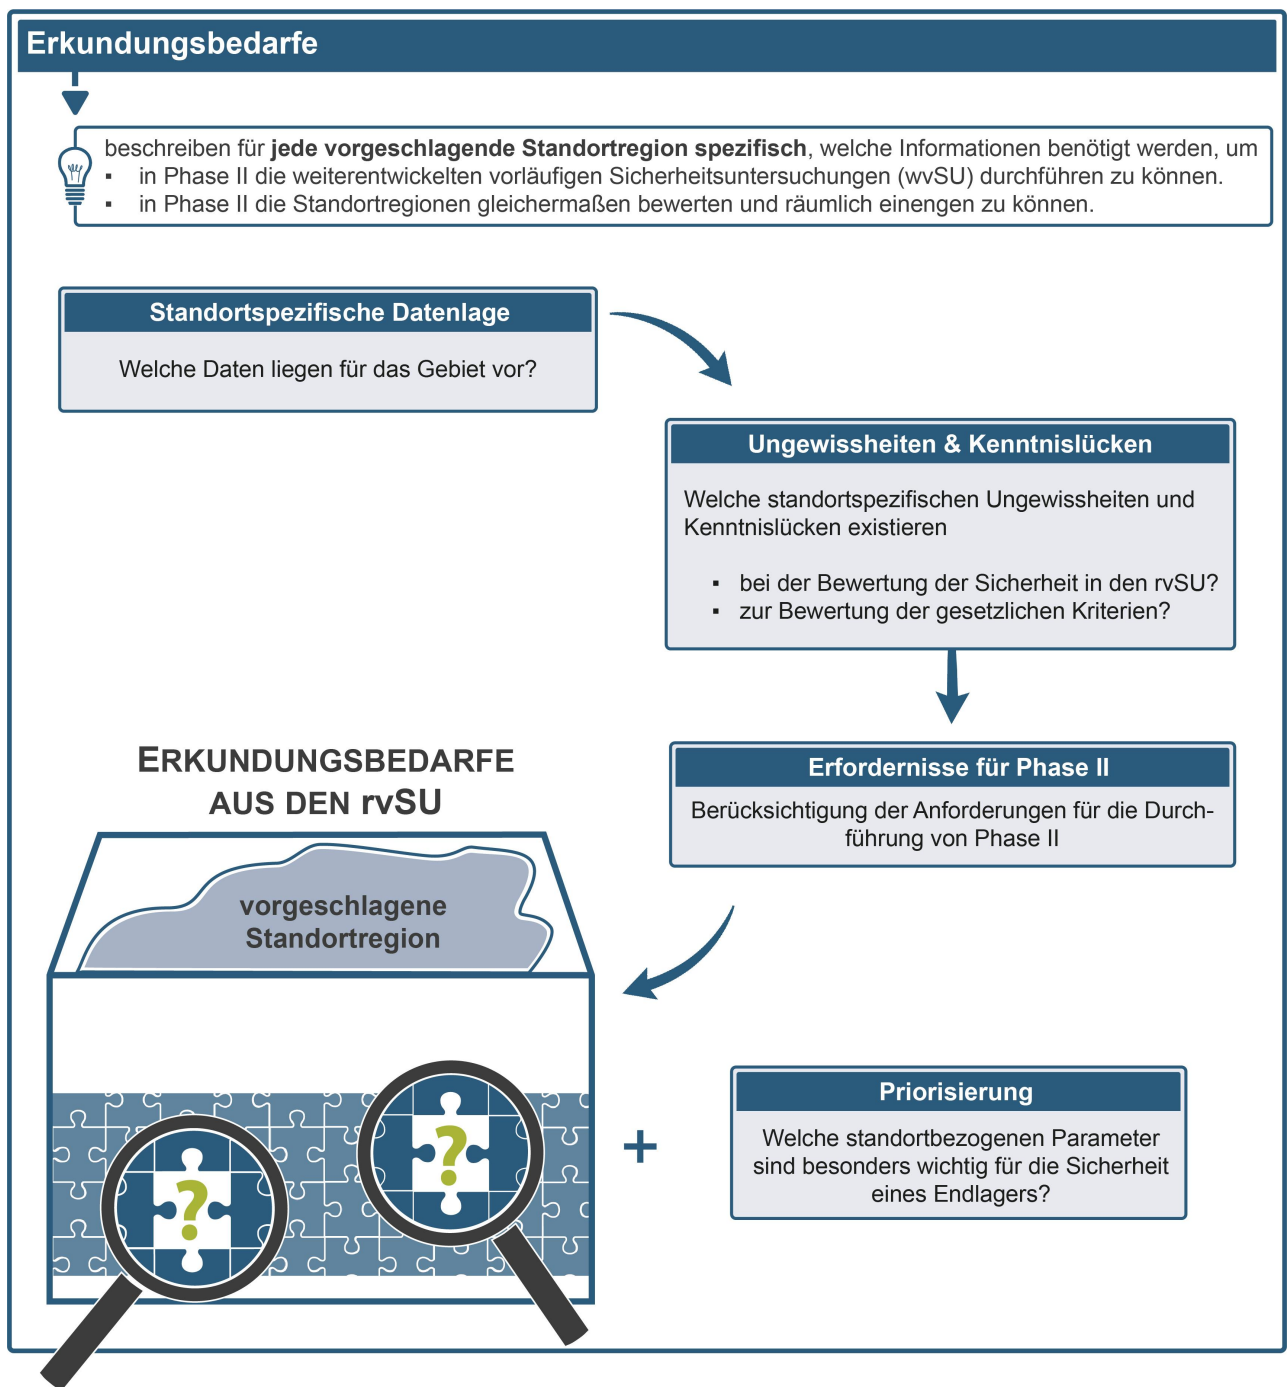 Erkundungsbedarfe
beschreiben für jede vorgeschlagende Standortregion spezifisch, welche Informationen benötigt werden, um
▪ in Phase II die weiterentwickelten vorläufigen Sicherheitsuntersuchungen (wvSU) durchführen zu können.
▪ in Phase II die Standortregionen gleichermaßen bewerten und räumlich einengen zu können.
Standortspezifische Datenlage
Welche Daten liegen für das Gebiet vor?
Ungewissheiten & Kenntnislücken
Welche standortspezifischen Ungewissheiten und
Kenntnislücken existieren
▪ bei der Bewertung der Sicherheit in den rvSU?
▪ zur Bewertung der gesetzlichen Kriterien?
Erfordernisse für Phase II
Berücksichtigung der Anforderungen für die Durch-
führung von Phase II
ERKUNDUNGSBEDARFE
AUS DEN rvSU
vorgeschlagene
Standortregion
?
?
+
Priorisierung
Welche standortbezogenen Parameter
sind besonders wichtig für die Sicherheit
eines Endlagers?